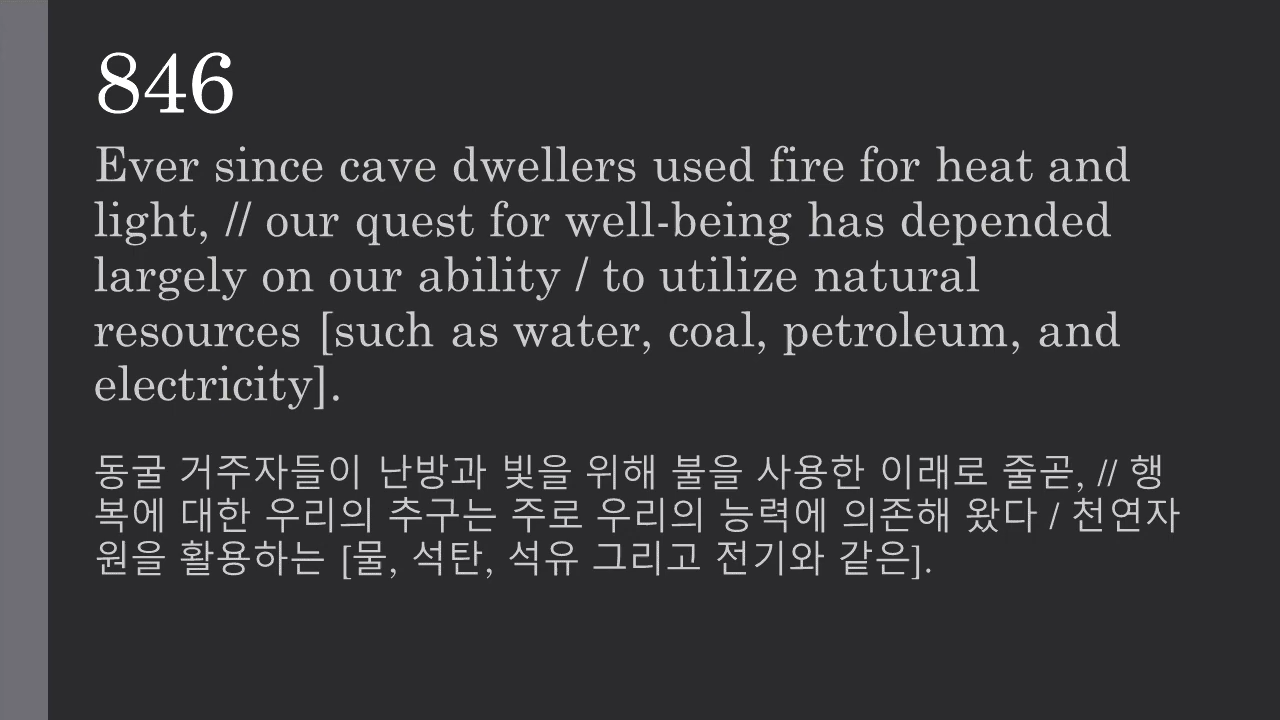 846
Ever since cave dwellers used fire for heat and
light, // our quest for well-being has depended
largely on our ability / to utilize natural
resources [such as water, coal, petroleum, and
electricity].
동굴 거주자들이 난방과 빛을 위해 불을 사용한 이래로 줄곧, // 행
복에 대한 우리의 추구는 주로 우리의 능력에 의존해 왔다 / 천연자
원을 활용하는 [물, 석탄, 석유 그리고 전기와 같은].